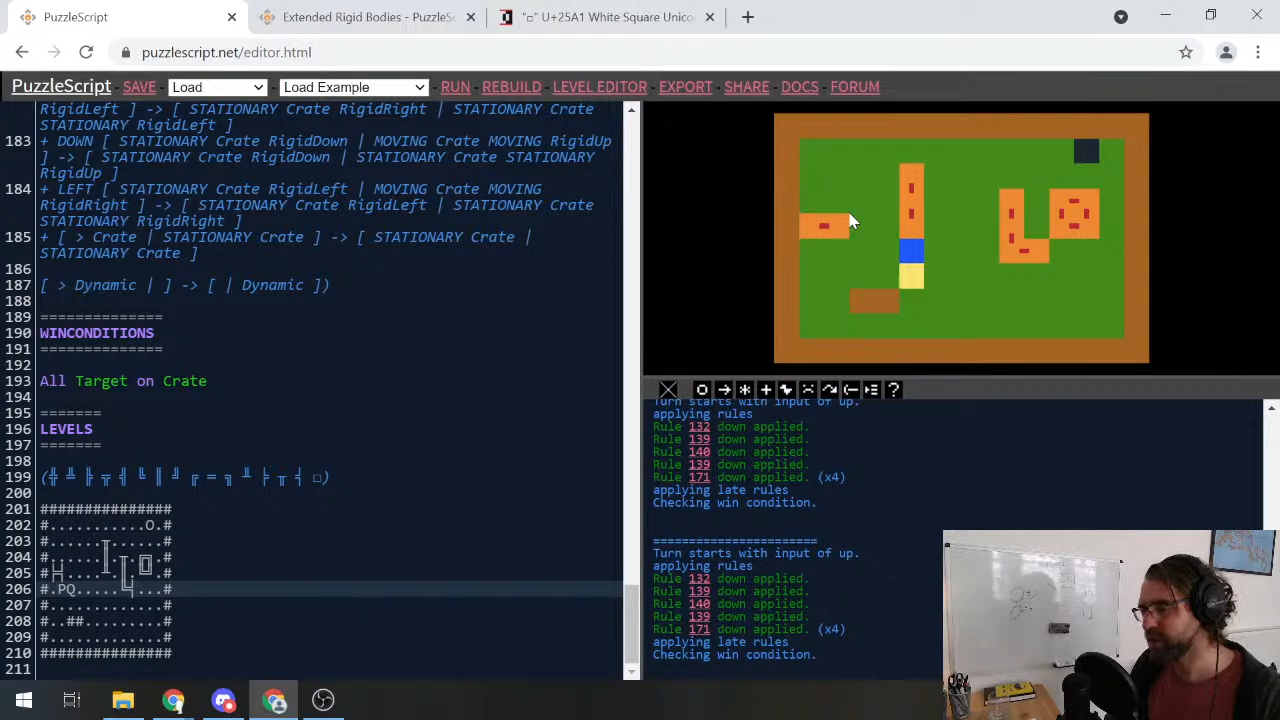 PuzzleScript
Extended Rigid Bodies - PuzzleSc
"□" U+25A1 White Square Unico
puzzlescript.net/editor.html
PuzzleScript - SAVE - Load - Load Example - RUN - REBUILD - LEVEL EDITOR - EXPORT - SHARE - DOCS - FORUM
RigidLeft ] -> [ STATIONARY Crate RigidRight | STATIONARY Crate
STATIONARY RigidLeft ]
183 + DOWN [ STATIONARY Crate RigidDown | MOVING Crate MOVING RigidUp
] -> [ STATIONARY Crate RigidDown | STATIONARY Crate STATIONARY
RigidUp ]
184 + LEFT [ STATIONARY Crate RigidLeft | MOVING Crate MOVING
RigidRight ] -> [ STATIONARY Crate RigidLeft | STATIONARY Crate
STATIONARY RigidRight ]
185 + [ > Crate | STATIONARY Crate ] -> [ STATIONARY Crate |
STATIONARY Crate ]
186
187 [ > Dynamic | ] -> [ | Dynamic ])
188
189 ==============
190 WINCONDITIONS
191 ==============
192
193 All Target on Crate
194
195 =======
196 LEVELS
197 =======
198
199 (╬ ╩ ╠ ╦ ╣ ╚ ║ ╝ ╔ = ╗ ╨ ╞ ╥ ╡ □)
200
201 ###############
202 #...........O.#
203 #.....╥.......#
204 #.....║.╥.╔╗.#
205 #╞╡....╨.║.╚╝.#
206 #.PQ.....╚╡...#
207 #.............#
208 #..##.........#
209 #.............#
210 ###############
211
Turn starts with input of up.
applying rules
Rule 132 down applied.
Rule 139 down applied.
Rule 140 down applied.
Rule 139 down applied.
Rule 171 down applied. (x4)
applying late rules
Checking win condition.
=======================
Turn starts with input of up.
applying rules
Rule 132 down applied.
Rule 139 down applied.
Rule 140 down applied.
Rule 139 down applied.
Rule 171 down applied. (x4)
applying late rules
Checking win condition.